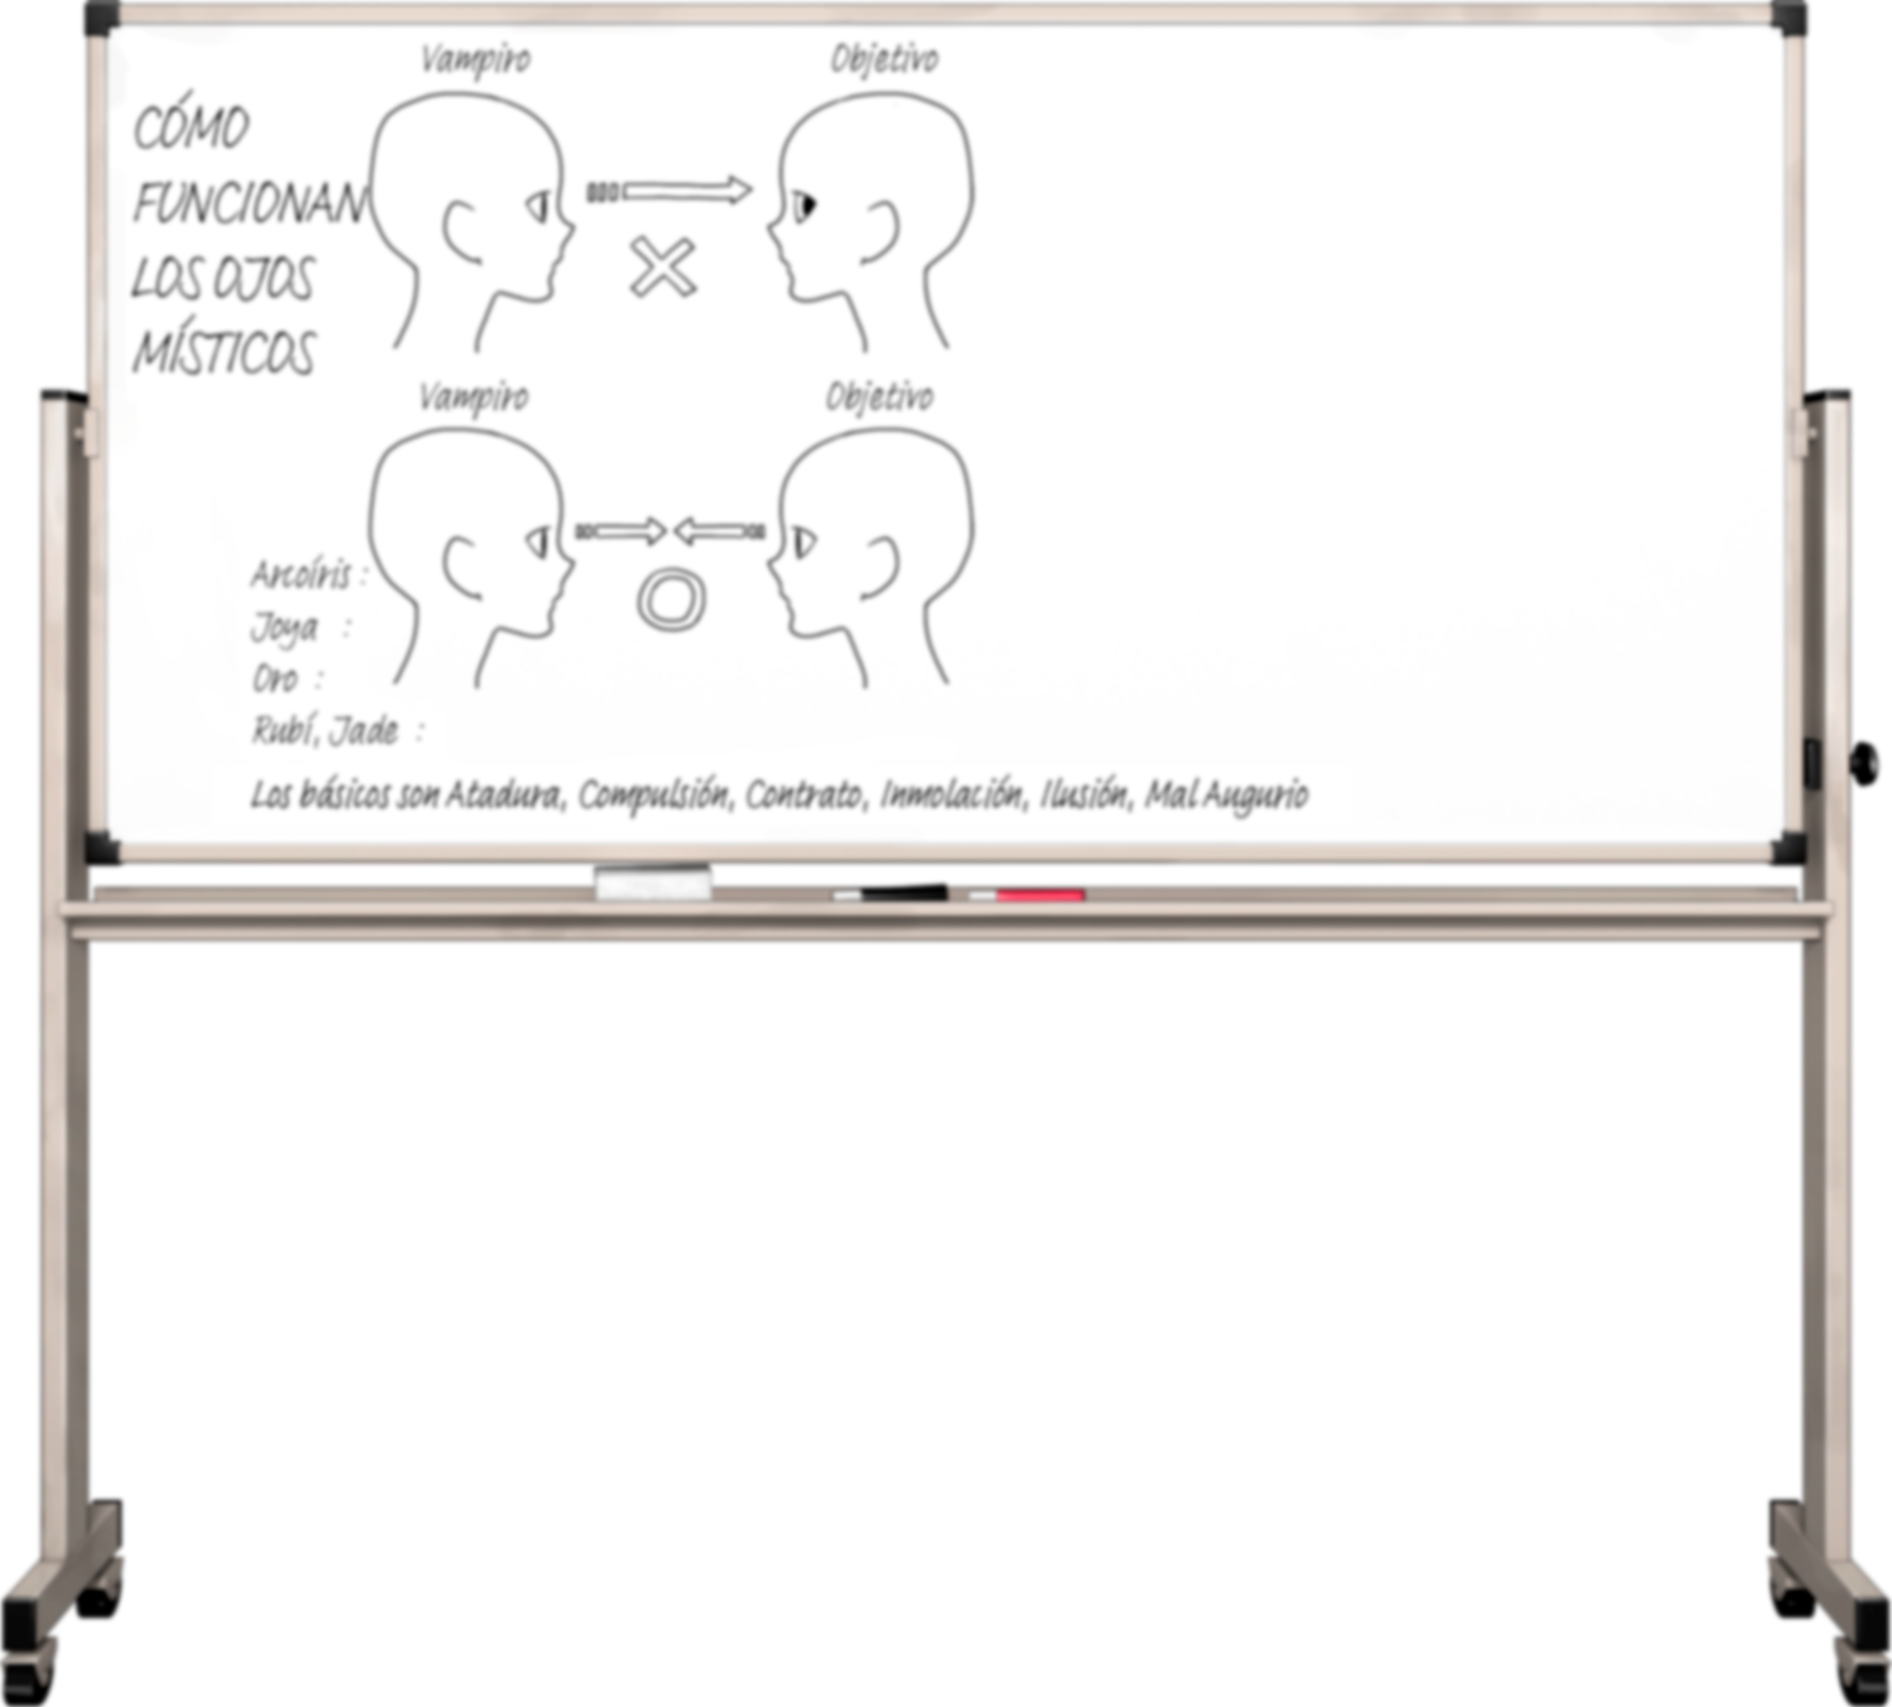 Vampiro Objetivo
CÓMO
FUNCIONAN
LOS OJOS
MÍSTICOS
Vampiro Objetivo
Arcoíris :
Joya :
Oro :
Rubí, Jade :
Los básicos son Atadura, Compulsión, Contrato, Inmolación, Ilusión, Mal Augurio